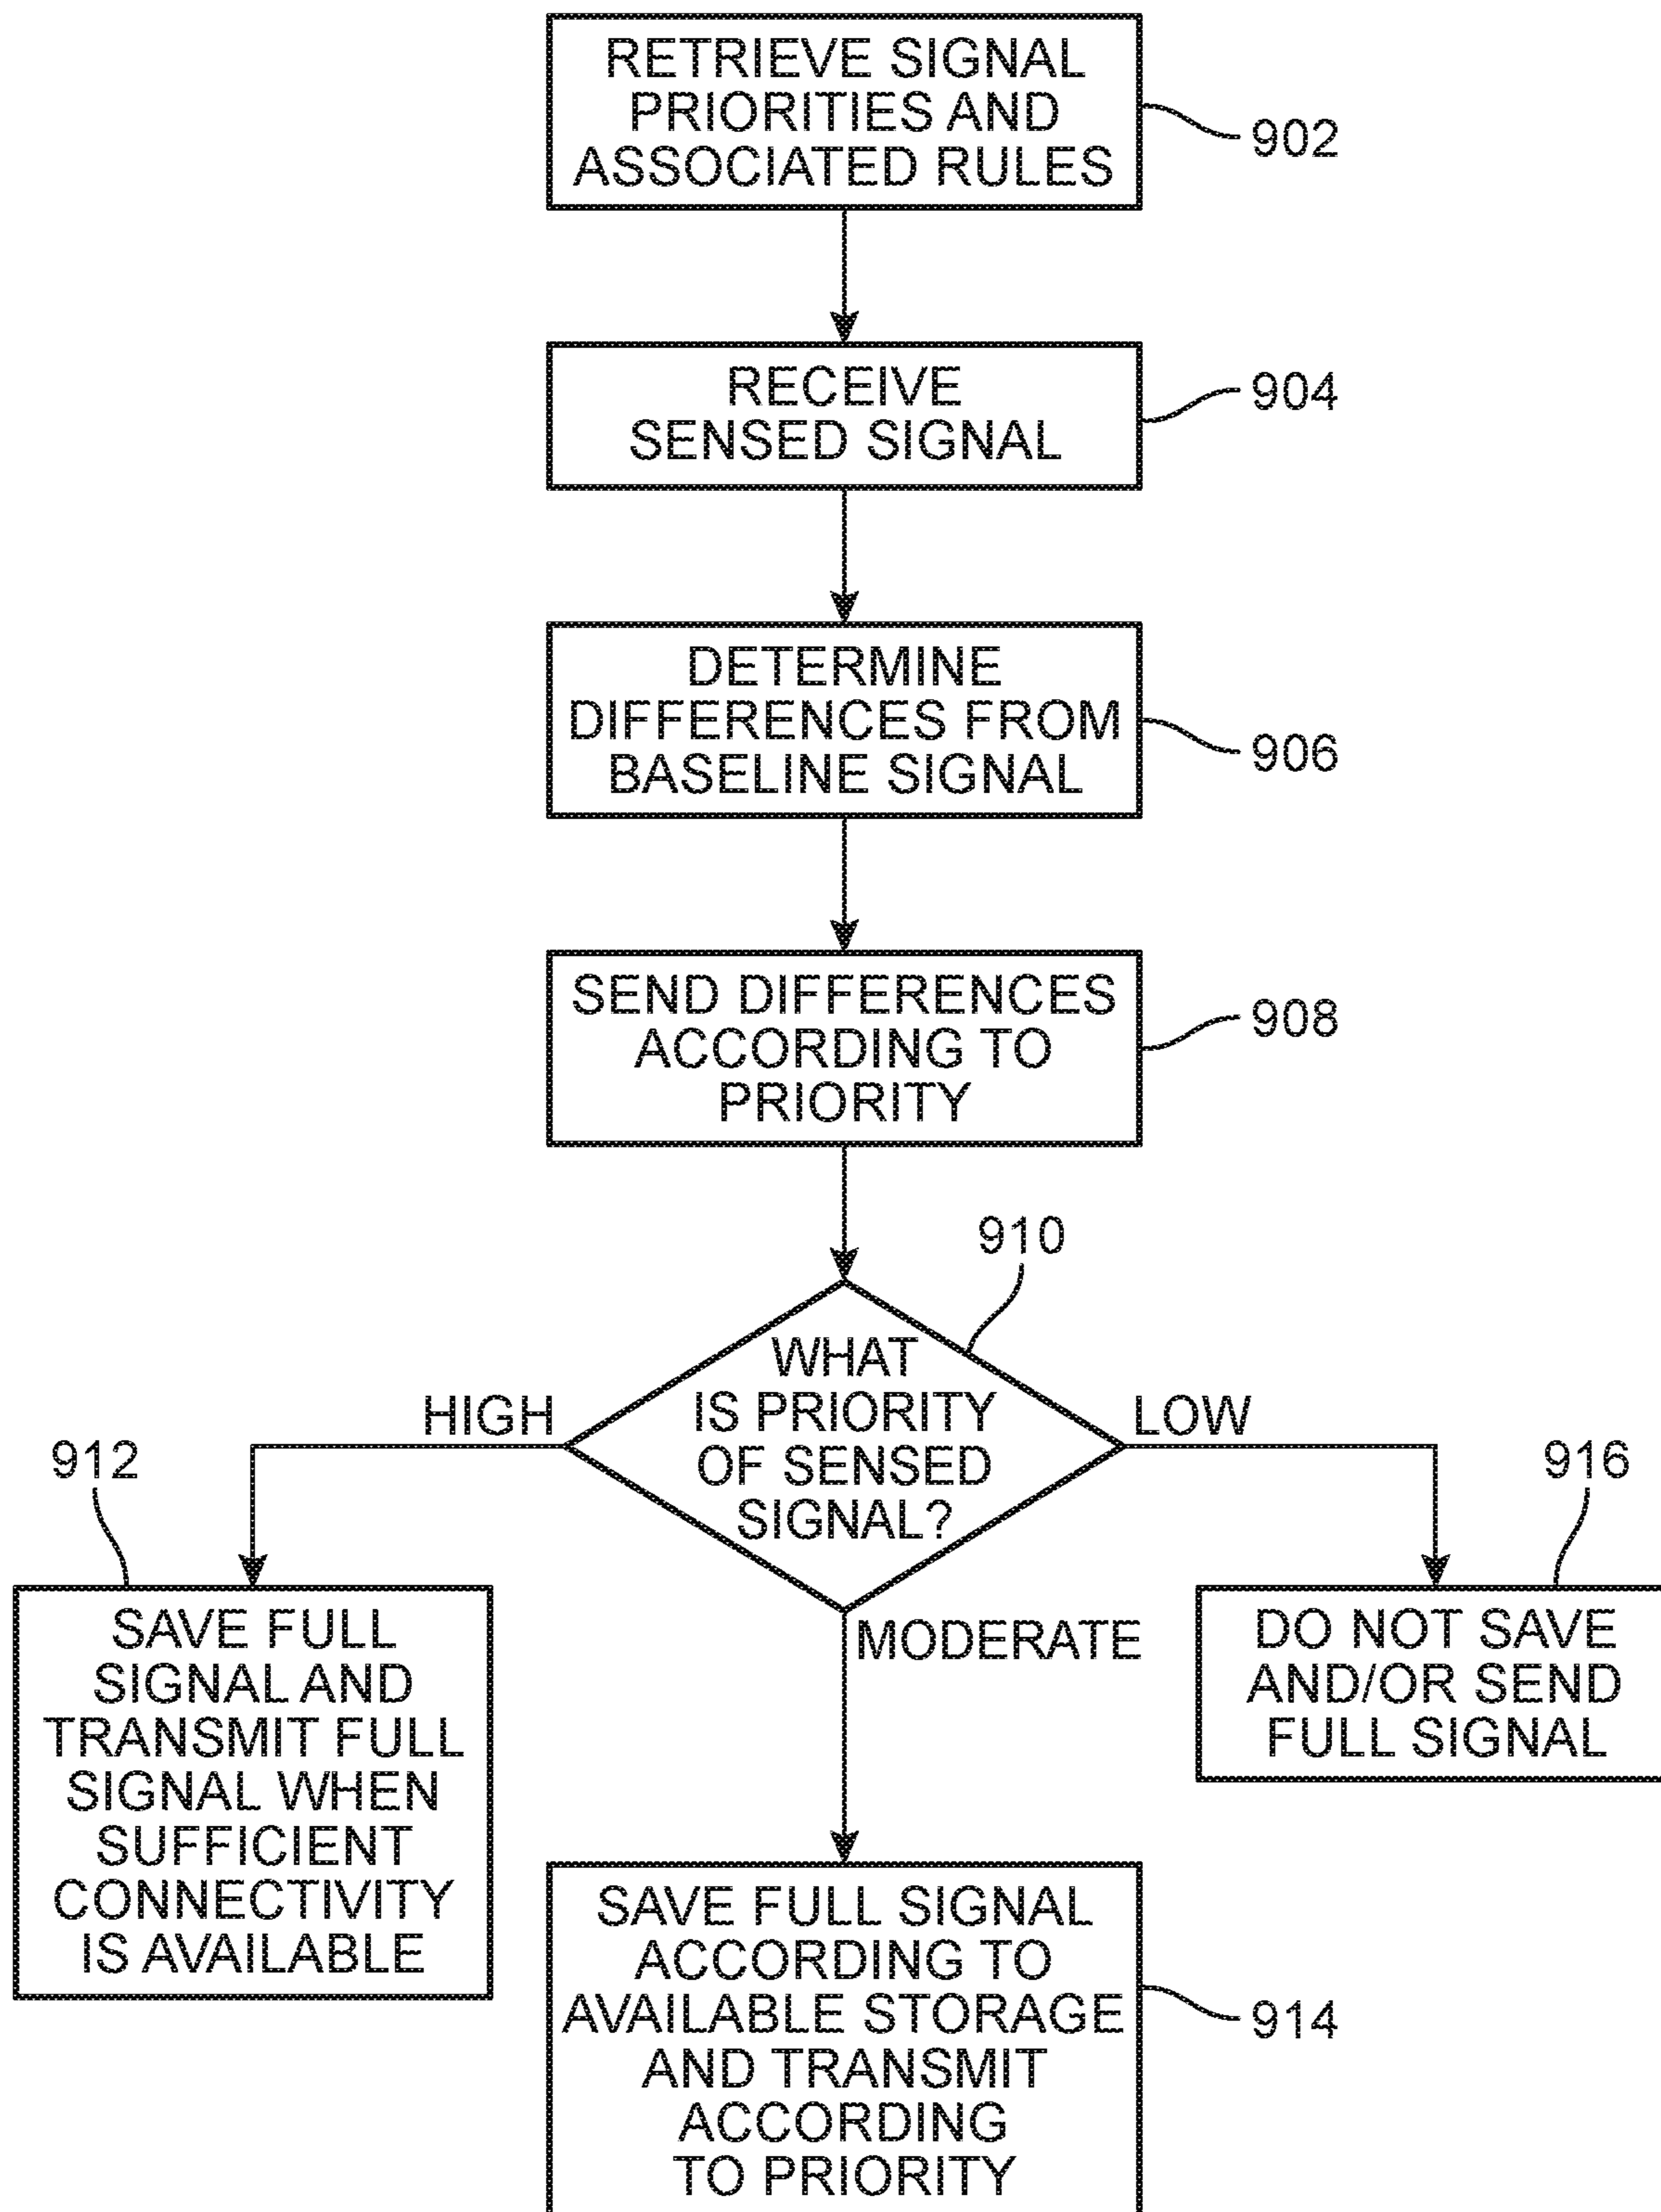 RETRIEVE SIGNAL
PRIORITIES AND
ASSOCIATED RULES
902
RECEIVE
SENSED SIGNAL
904
DETERMINE
DIFFERENCES FROM
BASELINE SIGNAL
906
SEND DIFFERENCES
ACCORDING TO
PRIORITY
908
910
WHAT
IS PRIORITY
OF SENSED
SIGNAL?
HIGH
LOW
MODERATE
912
SAVE FULL
SIGNAL AND
TRANSMIT FULL
SIGNAL WHEN
SUFFICIENT
CONNECTIVITY
IS AVAILABLE
916
DO NOT SAVE
AND/OR SEND
FULL SIGNAL
SAVE FULL SIGNAL
ACCORDING TO
AVAILABLE STORAGE
AND TRANSMIT
ACCORDING
TO PRIORITY
914